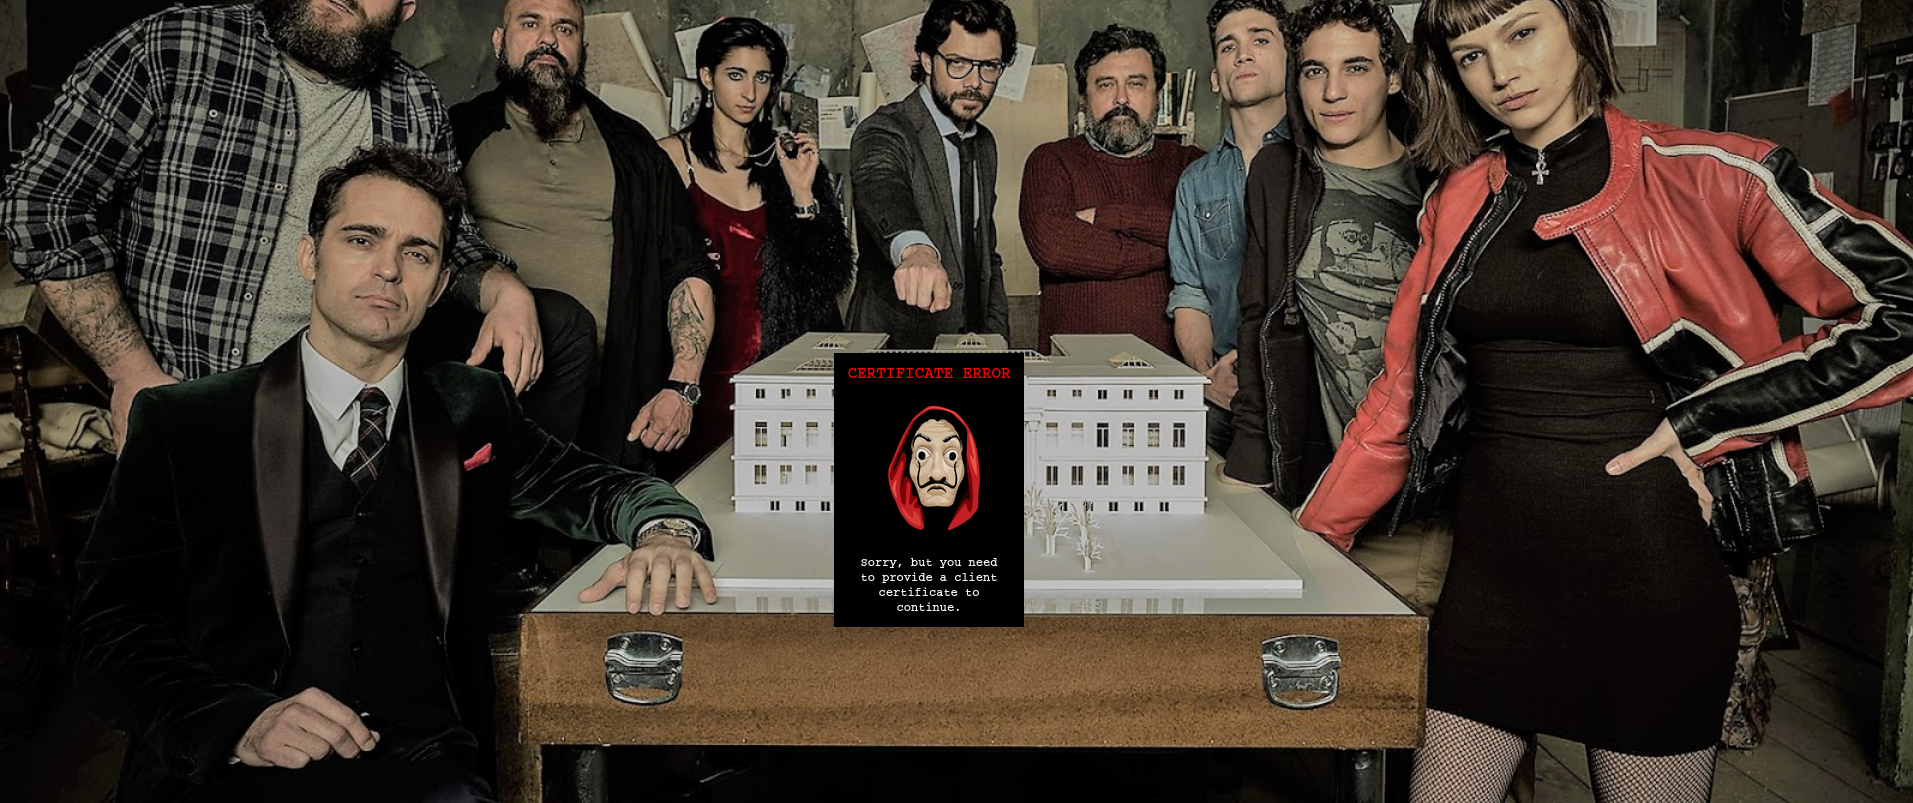 CERTIFICATE ERROR
Sorry, but you need
to provide a client
certificate to
continue.